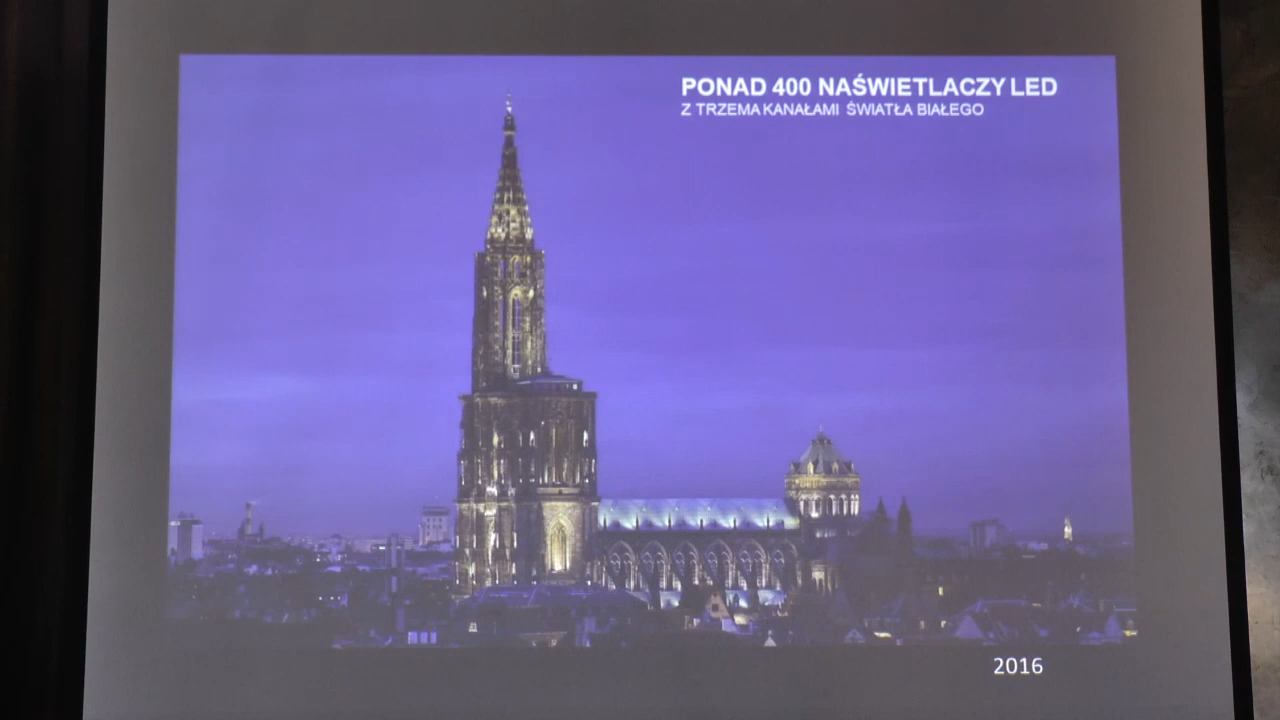 PONAD 400 NAŚWIETLACZY LED
Z TRZEMA KANAŁAMI ŚWIATŁA BIAŁEGO
2016